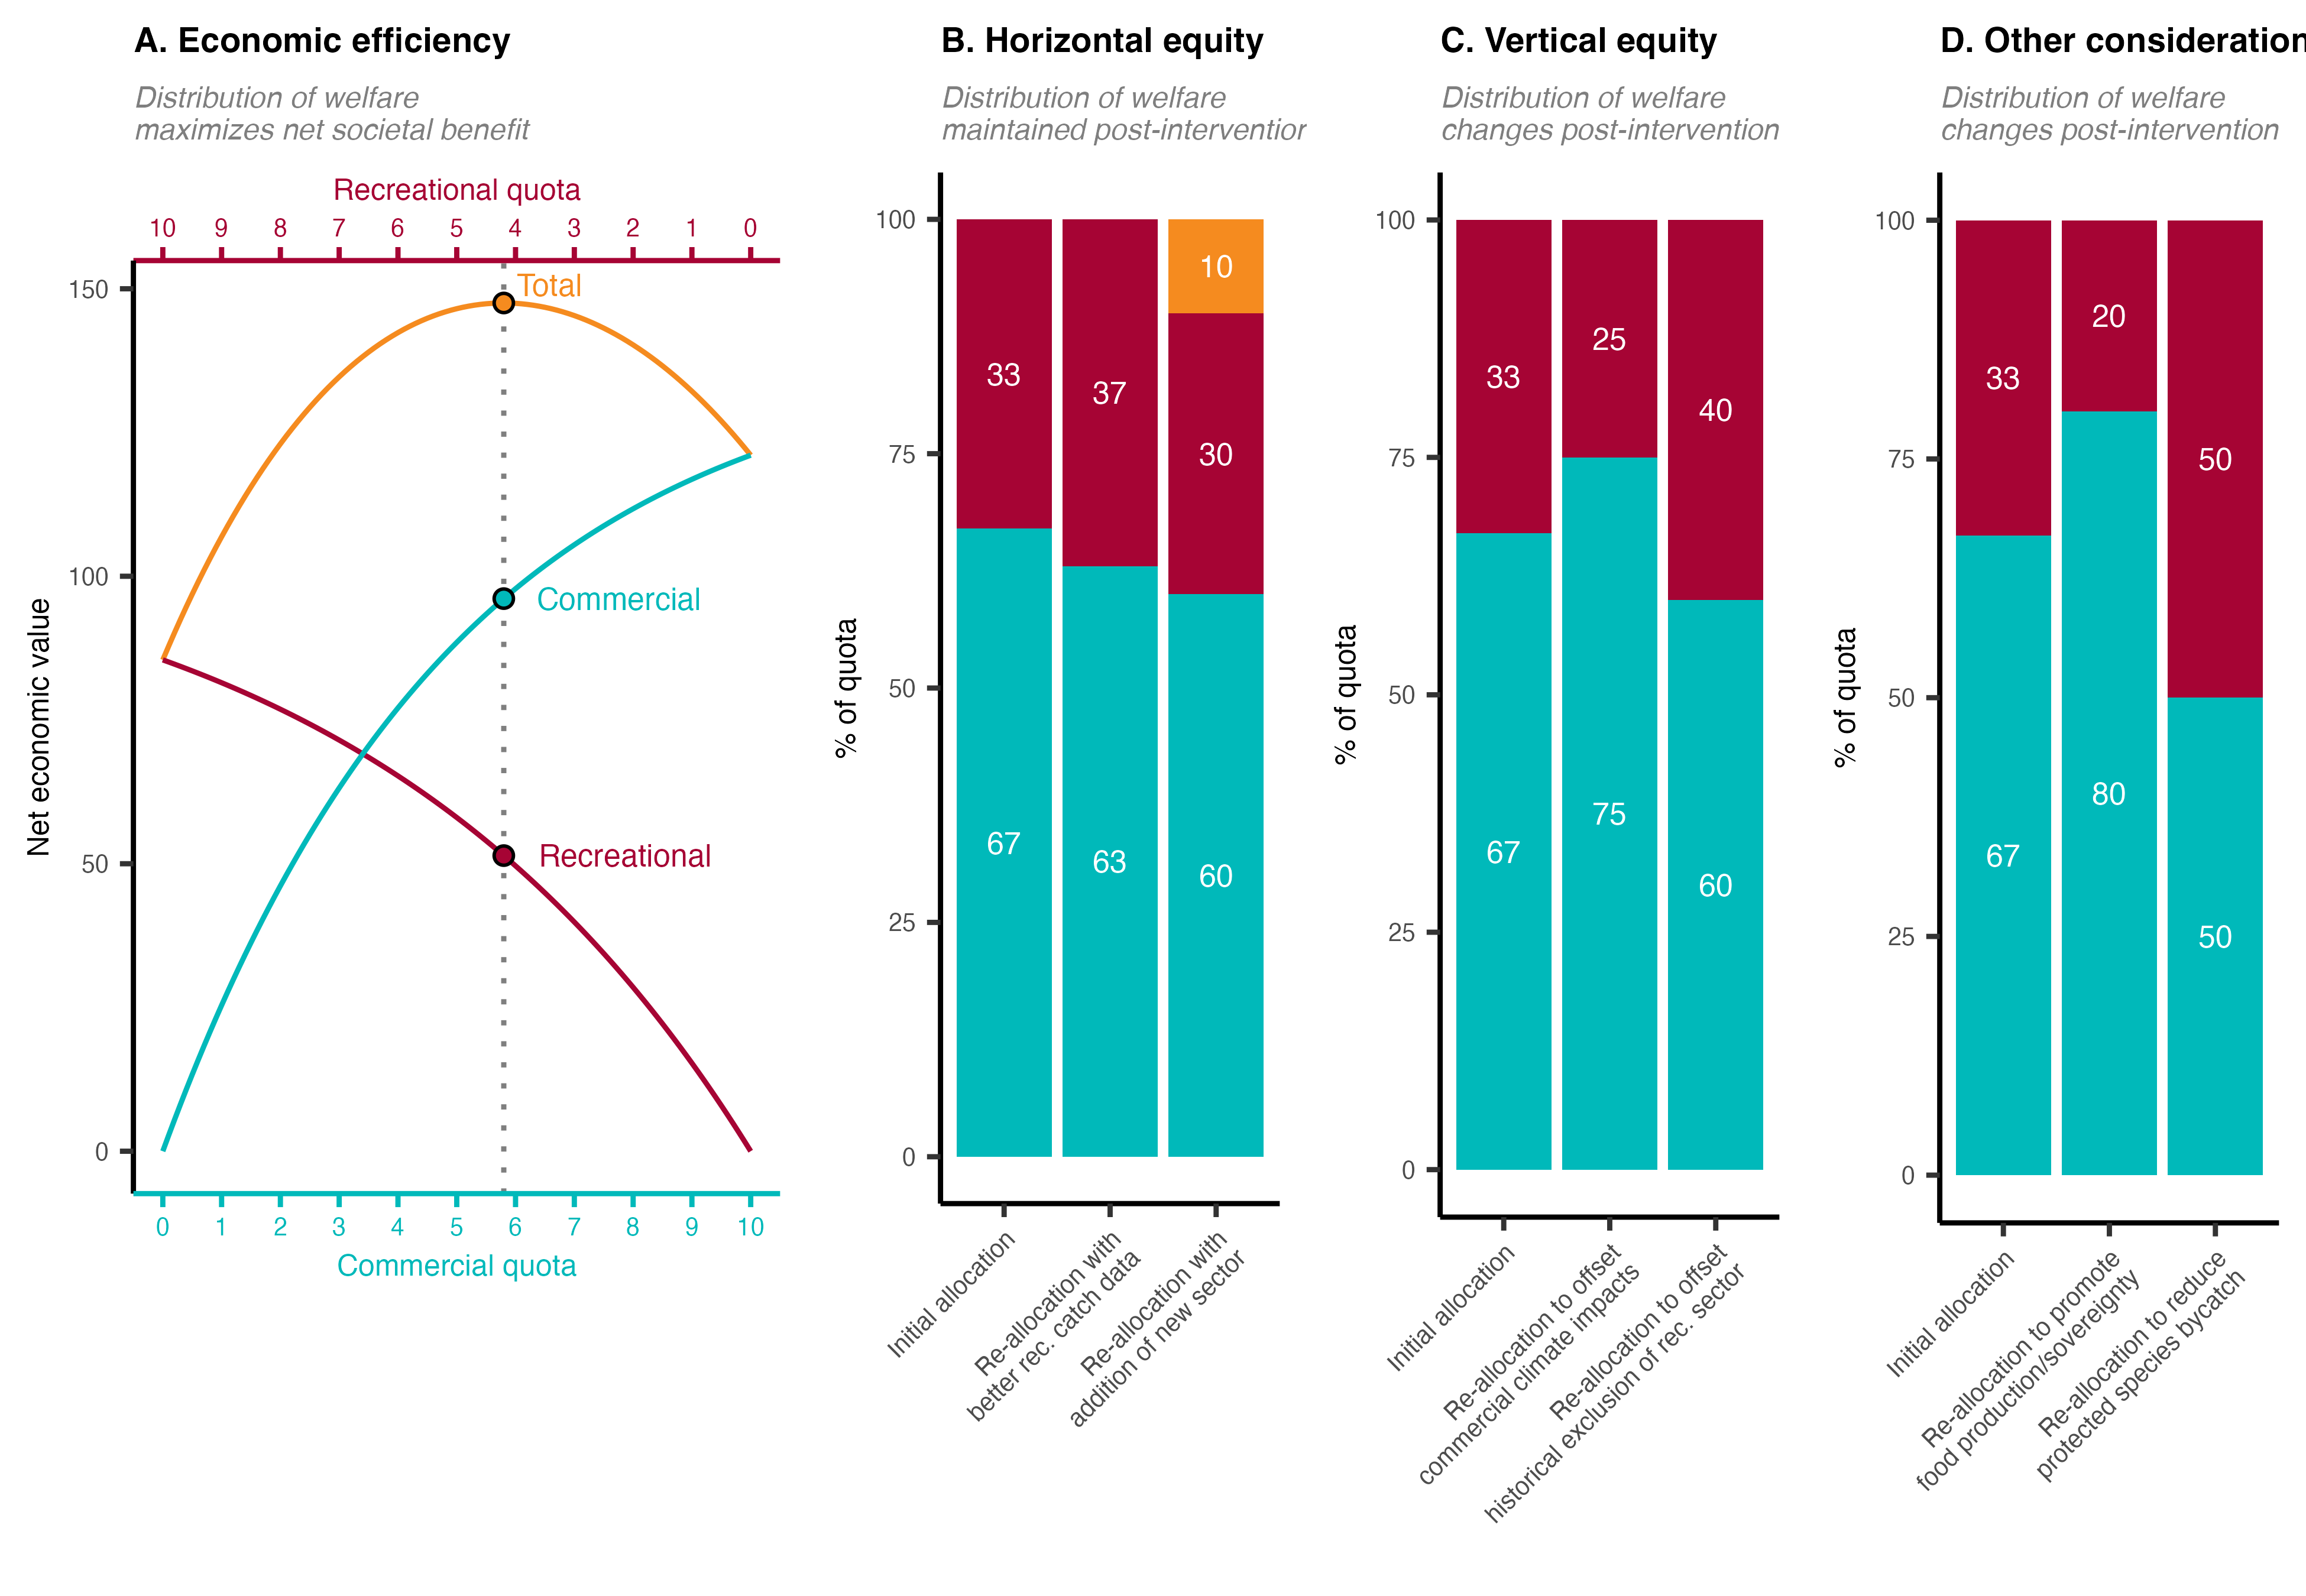 A. Economic efficiency
Distribution of welfare
maximizes net societal benefit
Recreational quota
10 9 8 7 6 5 4 3 2 1 0
Net economic value
150
100
50
0
Total
Commercial
Recreational
0 1 2 3 4 5 6 7 8 9 10
Commercial quota
B. Horizontal equity
Distribution of welfare
maintained post-intervention
% of quota
100
75
50
25
0
33
67
37
63
10
30
60
Initial allocation
Re-allocation with
better rec. catch data
Re-allocation with
addition of new sector
C. Vertical equity
Distribution of welfare
changes post-intervention
% of quota
100
75
50
25
0
33
67
25
75
40
60
Initial allocation
Re-allocation to offset
commercial climate impacts
Re-allocation to offset
historical exclusion of rec. sector
D. Other consideration
Distribution of welfare
changes post-intervention
% of quota
100
75
50
25
0
33
67
20
80
50
50
Initial allocation
Re-allocation to promote
food production/sovereignty
Re-allocation to reduce
protected species bycatch